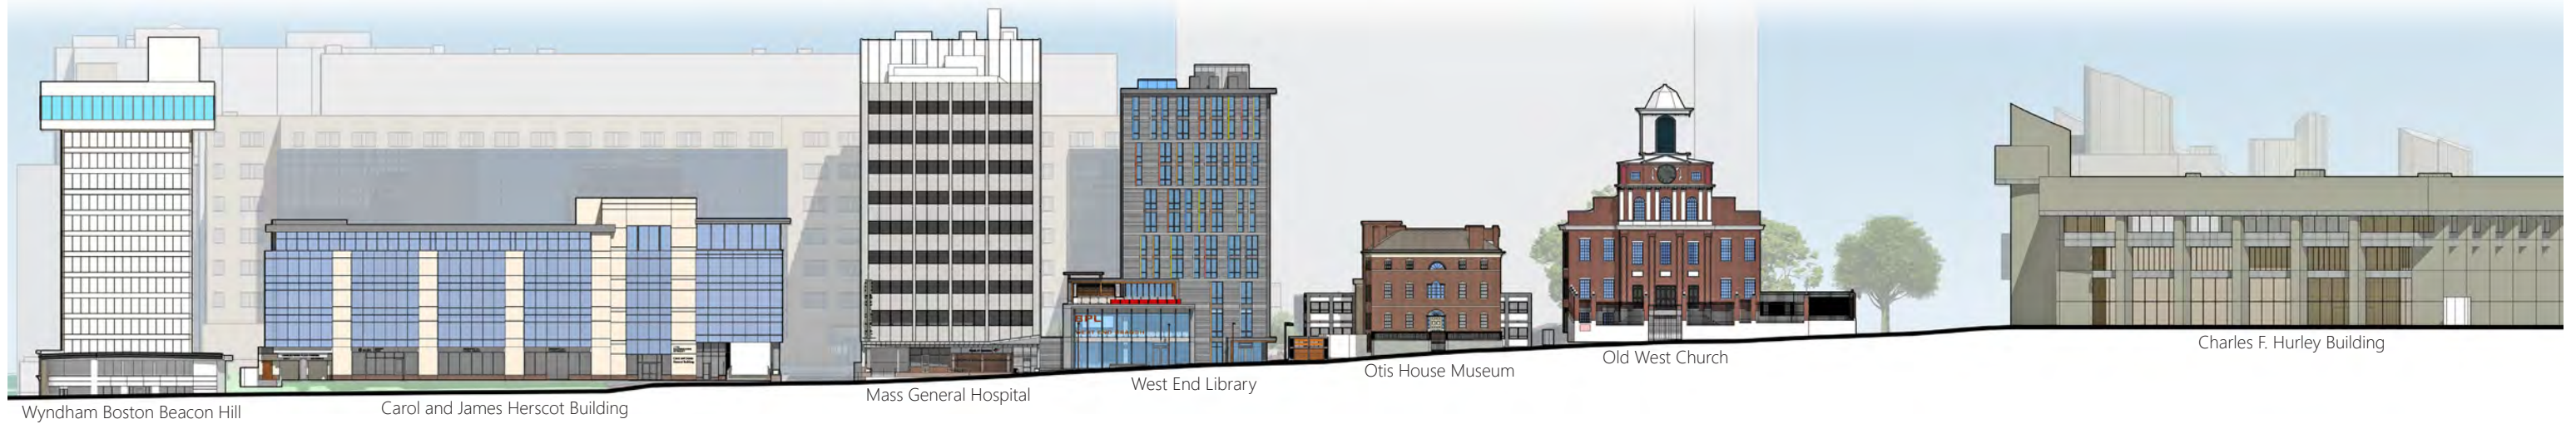 BPL
Wyndham Boston Beacon Hill
Carol and James Herscot Building
Mass General Hospital
West End Library
Otis House Museum
Old West Church
Charles F. Hurley Building